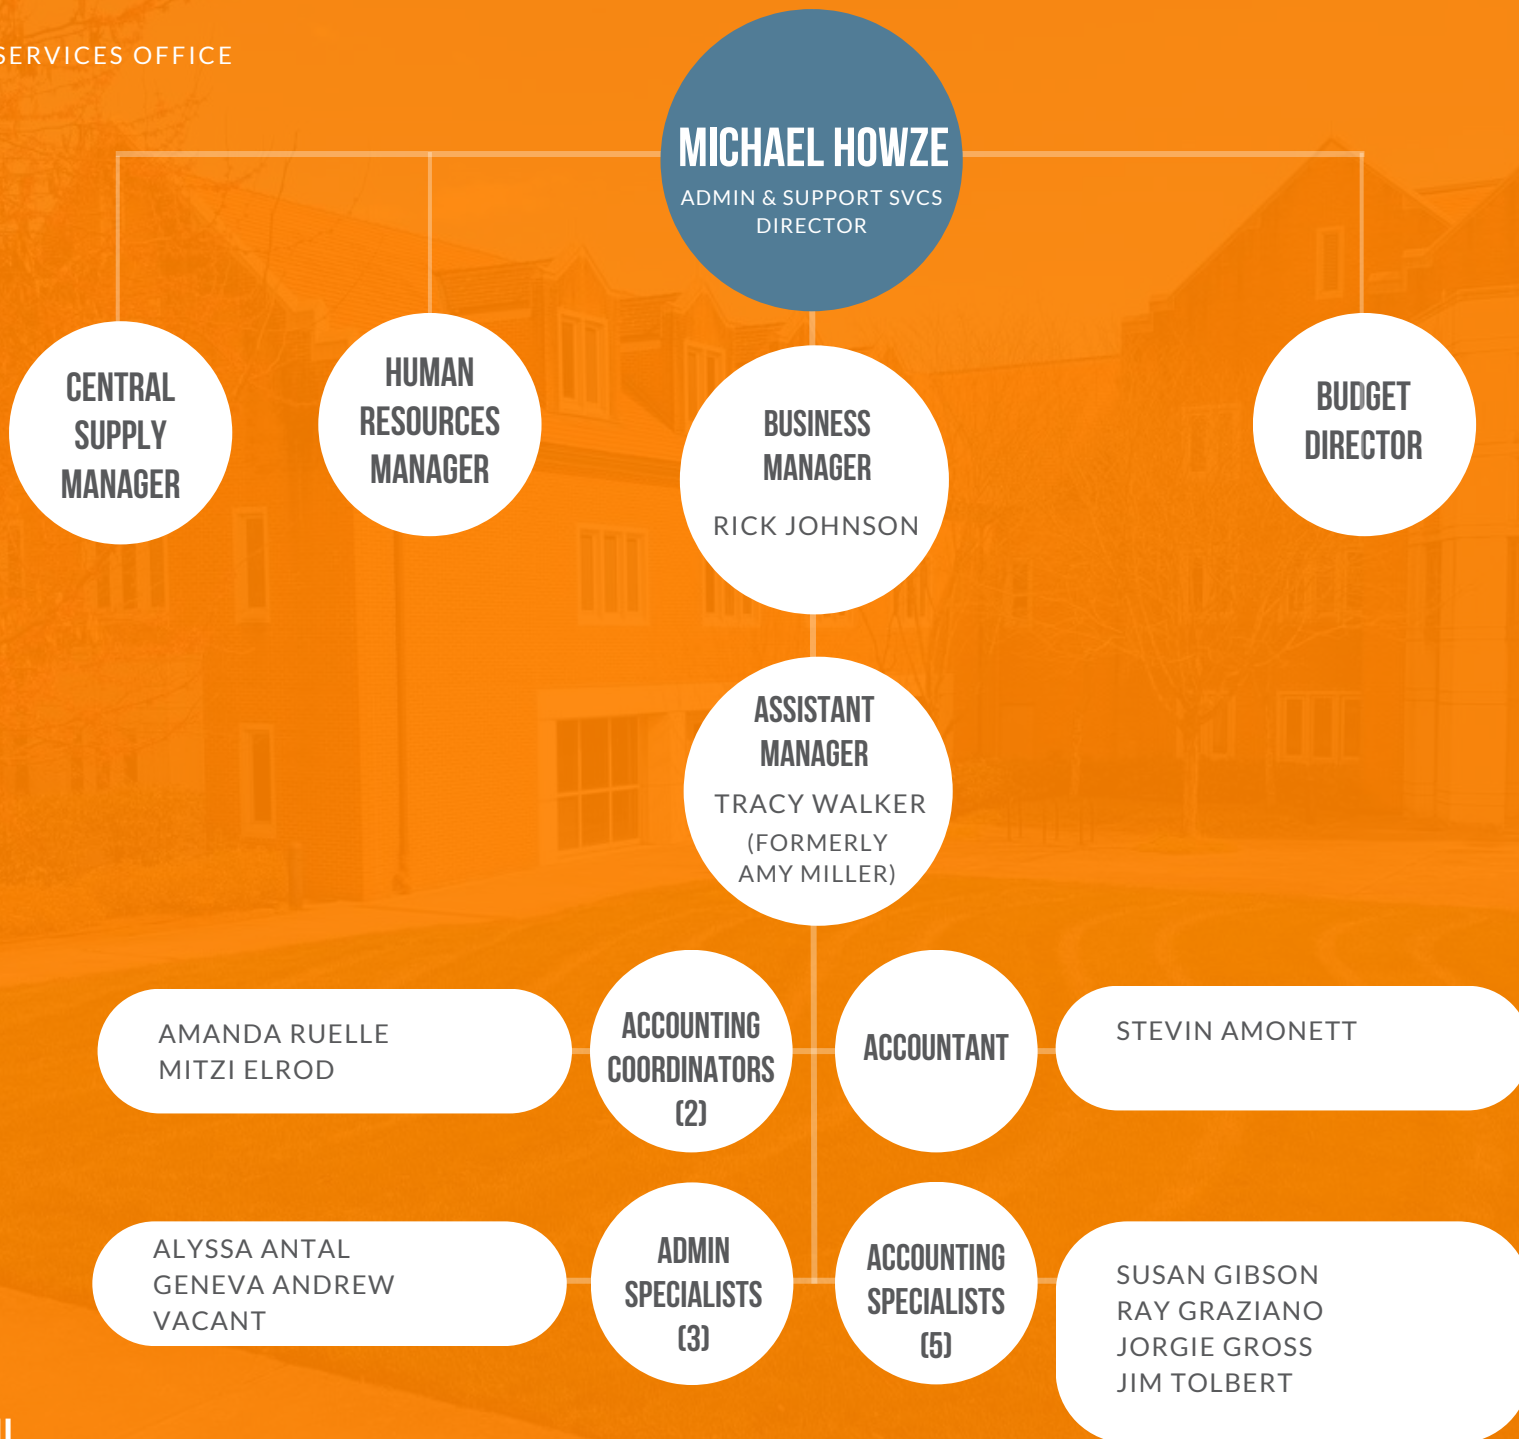 SERVICES OFFICE
MICHAEL HOWZE
ADMIN & SUPPORT SVCS
DIRECTOR
CENTRAL
SUPPLY
MANAGER
HUMAN
RESOURCES
MANAGER
BUSINESS
MANAGER
RICK JOHNSON
BUDGET
DIRECTOR
ASSISTANT
MANAGER
TRACY WALKER
(FORMERLY
AMY MILLER)
AMANDA RUELLE
MITZI ELROD
ACCOUNTING
COORDINATORS
(2)
ACCOUNTANT
STEVIN AMONETT
ALYSSA ANTAL
GENEVA ANDREW
VACANT
ADMIN
SPECIALISTS
(3)
ACCOUNTING
SPECIALISTS
(5)
SUSAN GIBSON
RAY GRAZIANO
JORGIE GROSS
JIM TOLBERT